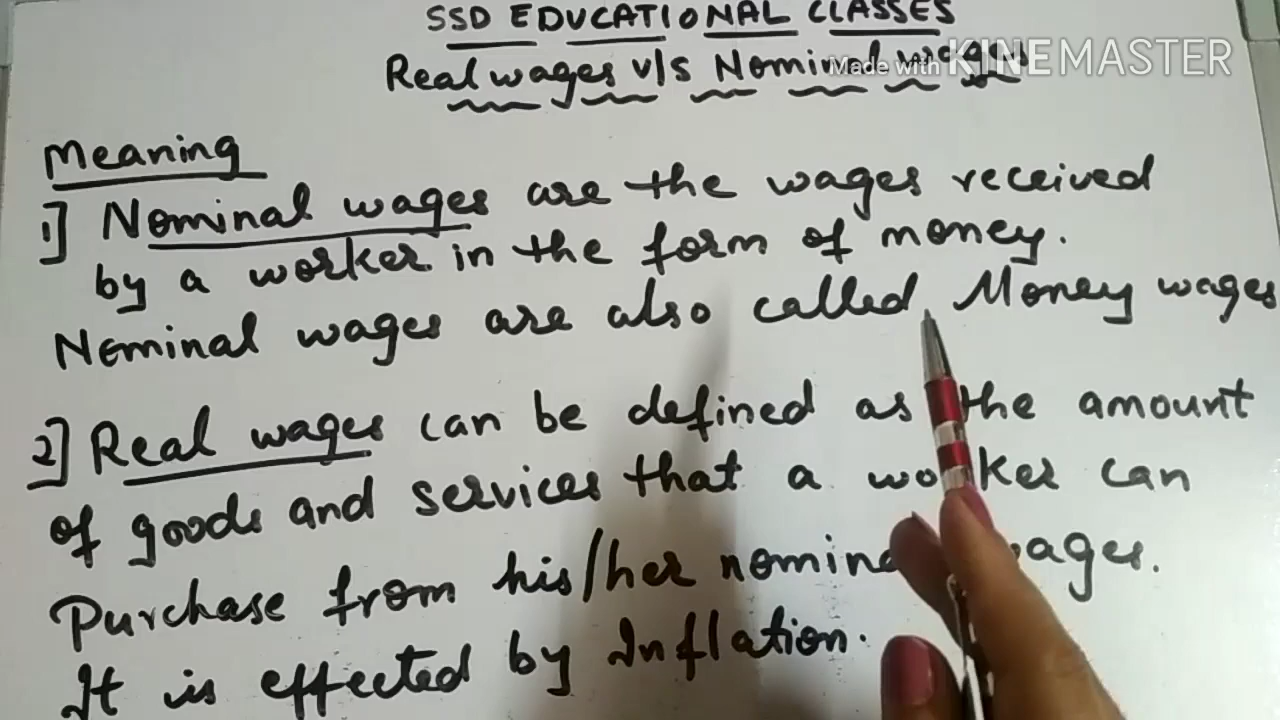 SSD EDUCATIONAL CLASSES
Real wages v/s Nominal wages
Made with KINEMASTER
Meaning
1] Nominal wages are the wages received
by a worker in the form of money.
Nominal wages are also called Money wages
2] Real wages can be defined as the amount
of goods and services that a worker can
Purchase from his/her nominal wages.
It is effected by Inflation.